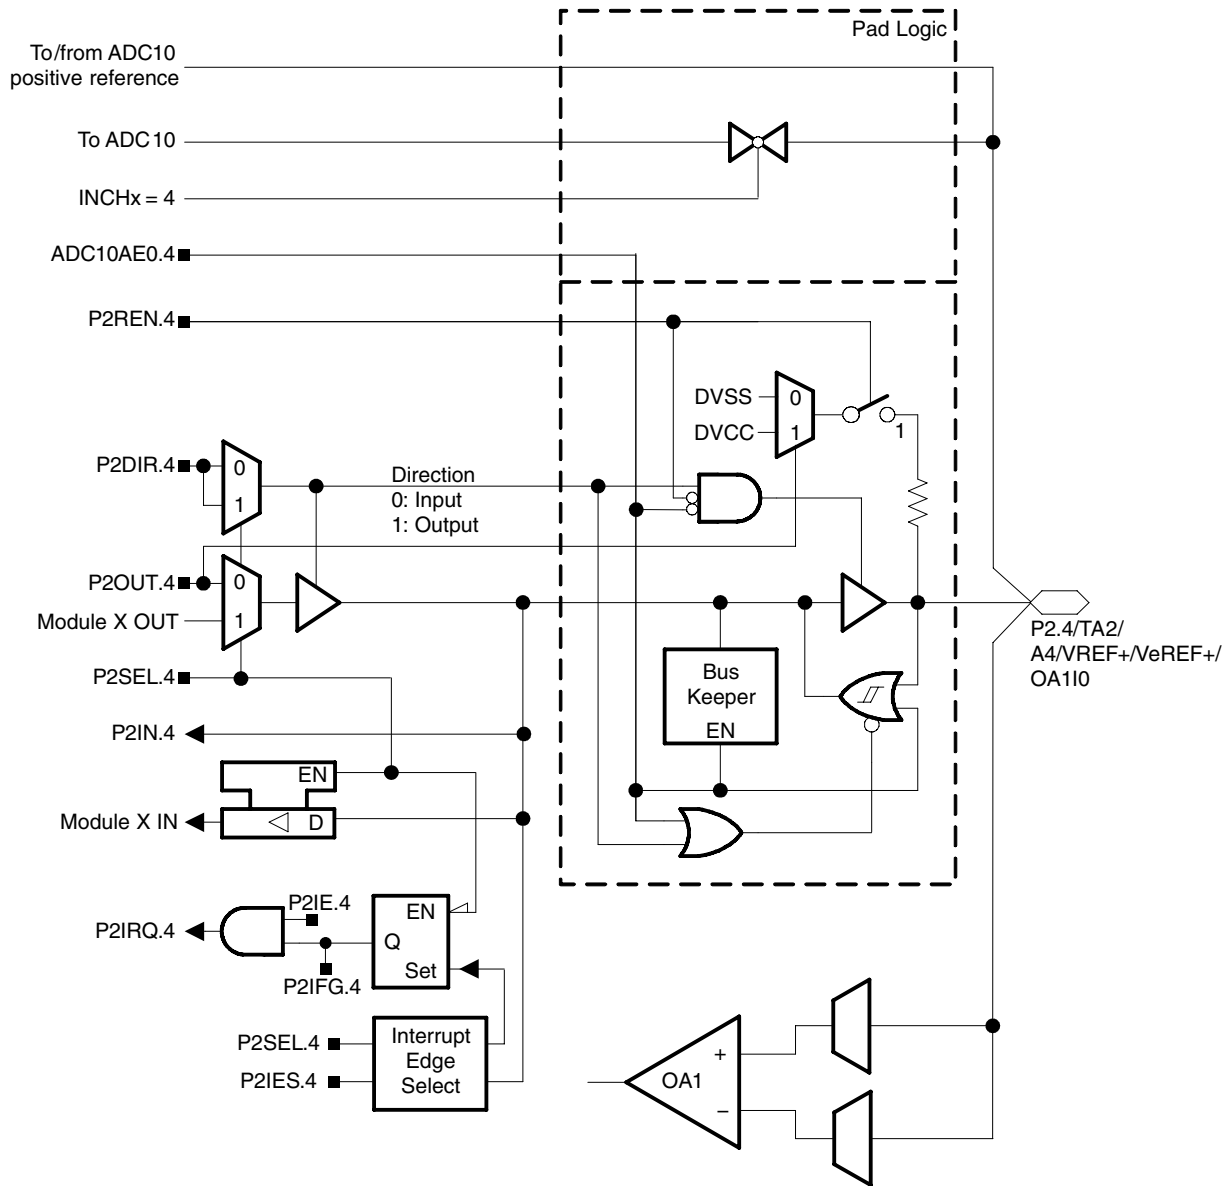 Pad Logic
To/from ADC10
positive reference
To ADC10
INCHx = 4
ADC10AE0.4
P2REN.4
DVSS
0
DVCC
1
1
P2DIR.4
0
1
Direction
0: Input
1: Output
P2OUT.4
0
Module X OUT
1
P2SEL.4
P2.4/TA2/
A4/VREF+/VeREF+/
OA1I0
Bus
Keeper
EN
P2IN.4
EN
Module X IN
D
P2IE.4
EN
P2IRQ.4
Q
Set
P2IFG.4
P2SEL.4
P2IES.4
Interrupt
Edge
Select
+
OA1
−